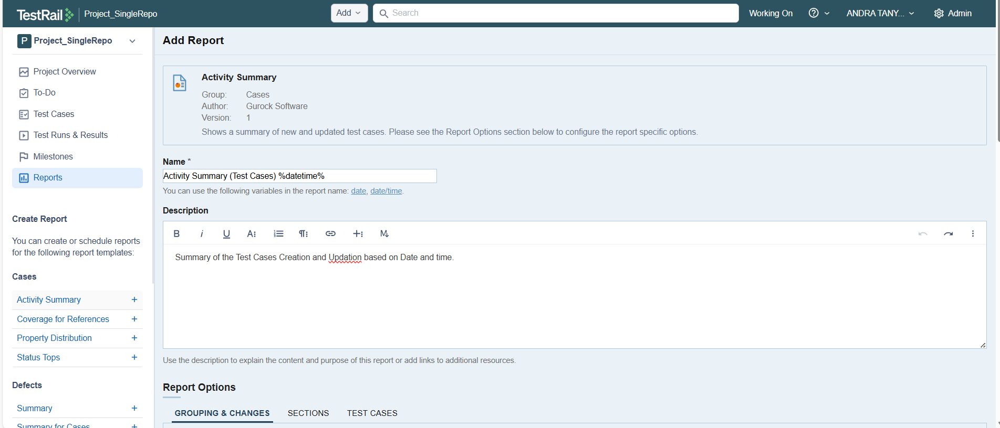 TestRail Project_SingleRepo Add Search Working On ANDRA TANY... Admin
P Project_SingleRepo
Project Overview
To-Do
Test Cases
Test Runs & Results
Milestones
Reports
Create Report
You can create or schedule reports
for the following report templates:
Cases
Activity Summary +
Coverage for References +
Property Distribution +
Status Tops +
Defects
Summary +
Summary for Cases +
Add Report
Activity Summary
Group: Cases
Author: Gurock Software
Version: 1
Shows a summary of new and updated test cases. Please see the Report Options section below to configure the report specific options.
Name *
Activity Summary (Test Cases) %datetime%
You can use the following variables in the report name: date, date/time.
Description
B i U A M
Summary of the Test Cases Creation and Updation based on Date and time.
Use the description to explain the content and purpose of this report or add links to additional resources.
Report Options
GROUPING & CHANGES SECTIONS TEST CASES